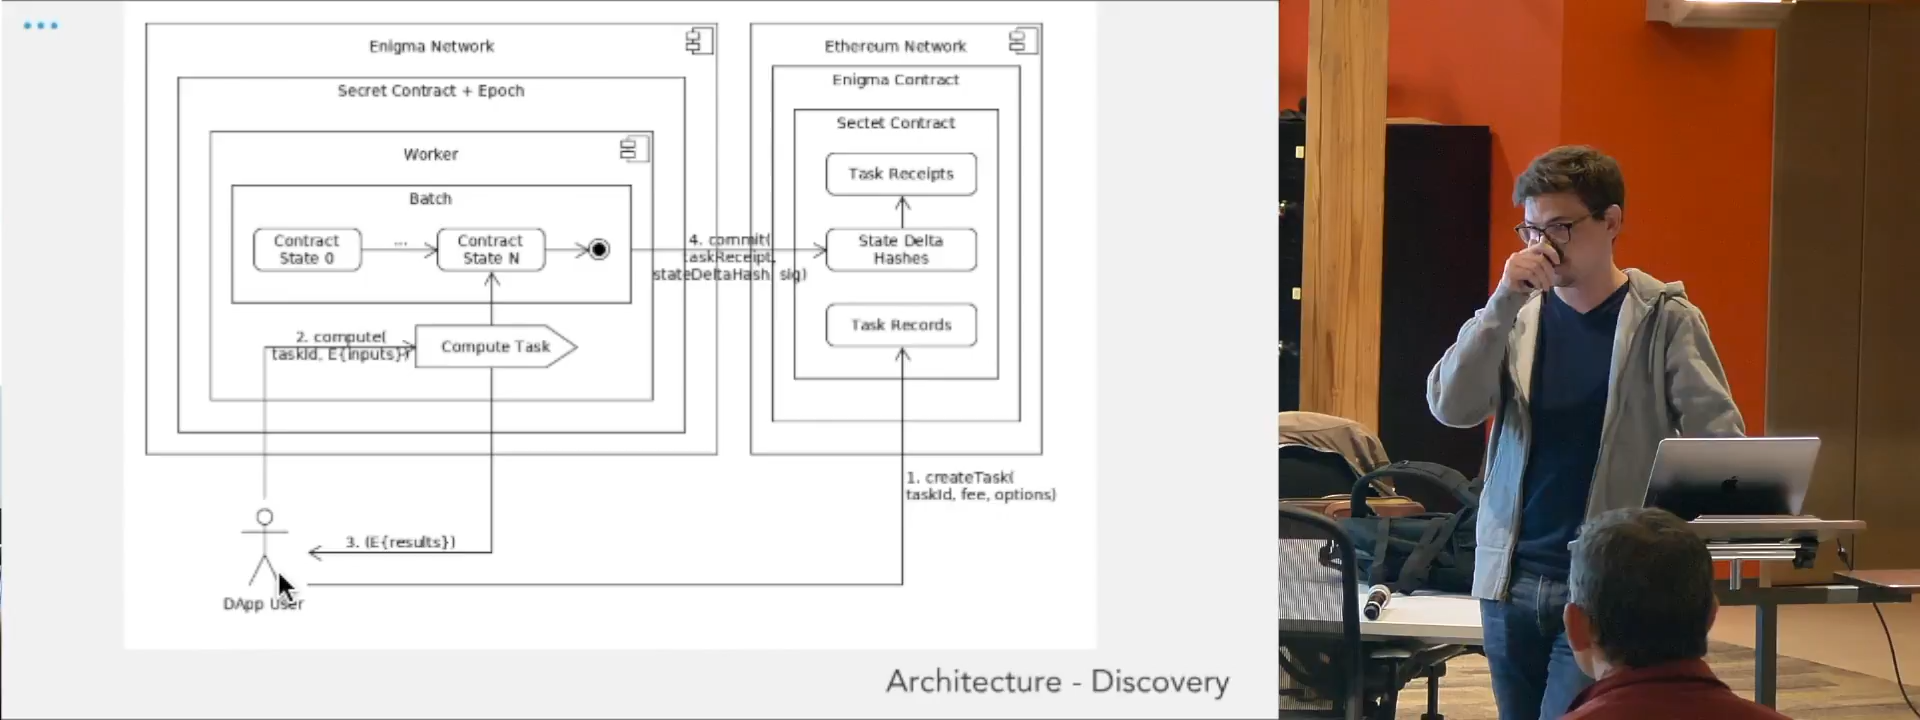 Enigma Network
Secret Contract + Epoch
Worker
Batch
Contract
State 0
...
Contract
State N
2. compute(
taskId, E{inputs})
Compute Task
3. (E{results})
DApp User
4. commit(
taskReceipt,
stateDeltaHash, sig)
Ethereum Network
Enigma Contract
Sectet Contract
Task Receipts
State Delta
Hashes
Task Records
1. createTask(
taskId, fee, options)
Architecture - Discovery